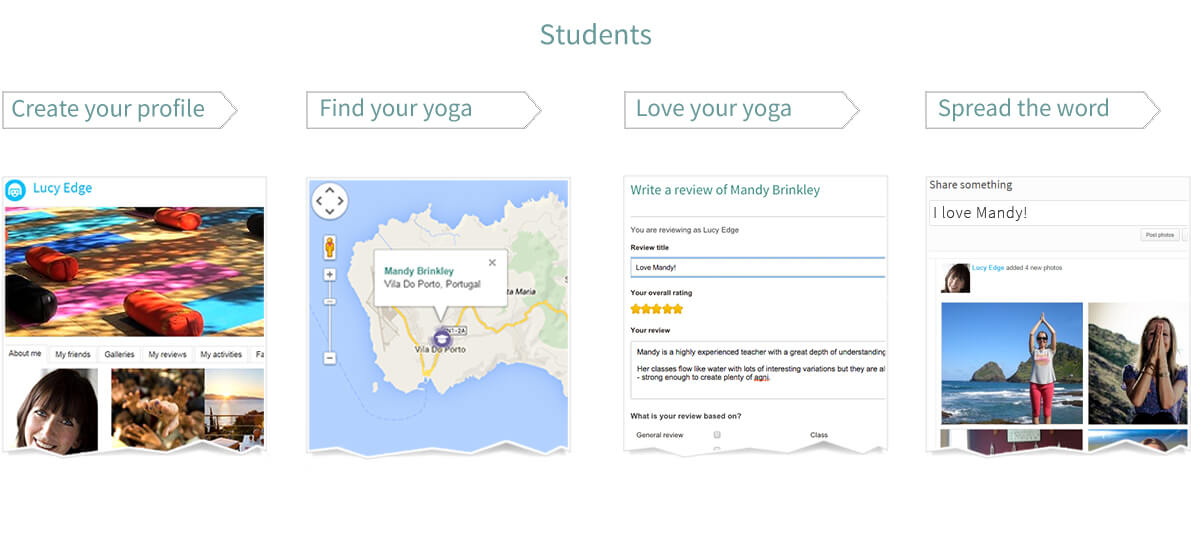 Students
Create your profile
Find your yoga
Love your yoga
Spread the word
Lucy Edge
About me
My friends
Galleries
My reviews
My activities
Fa
Mandy Brinkley
Vila Do Porto, Portugal
ta Maria
N1-2A
Vila Do Porto
Write a review of Mandy Brinkley
You are reviewing as Lucy Edge
Review title
Love Mandy!
Your overall rating
Your review
Mandy is a highly experienced teacher with a great depth of understanding
Her classes flow like water with lots of interesting variations but they are al
- strong enough to create plenty of agni.
What is your review based on?
General review
Class
Share something
I love Mandy!
Post photos
Lucy Edge added 4 new photos